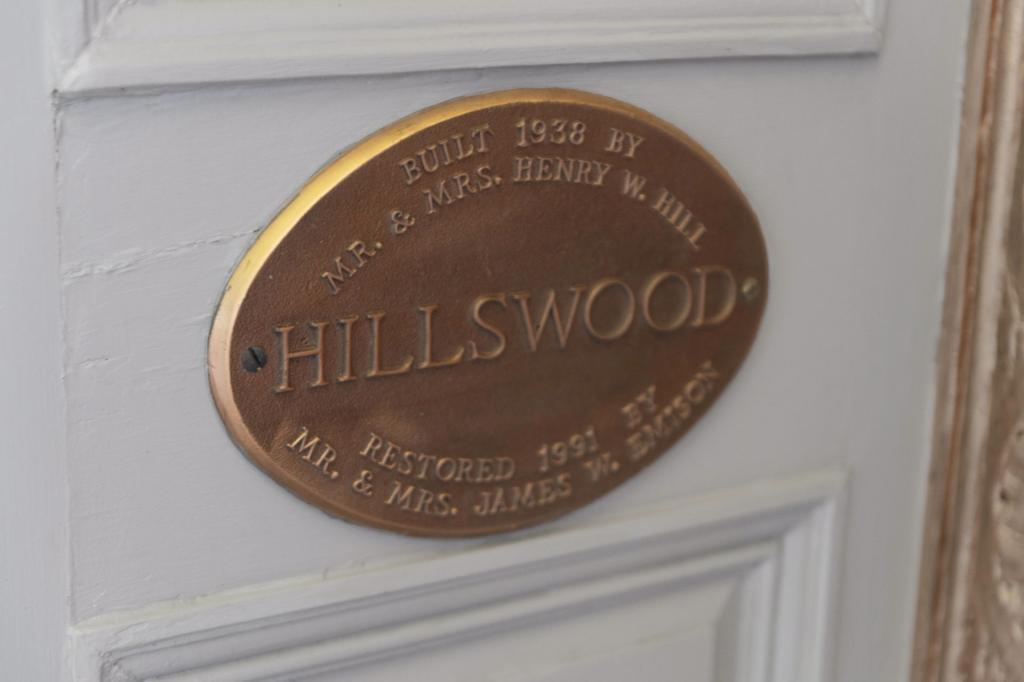 BUILT 1938 BY
MR. & MRS. HENRY W. HILL
HILLSWOOD
RESTORED 1991 BY
MR. & MRS. JAMES W. EMISON